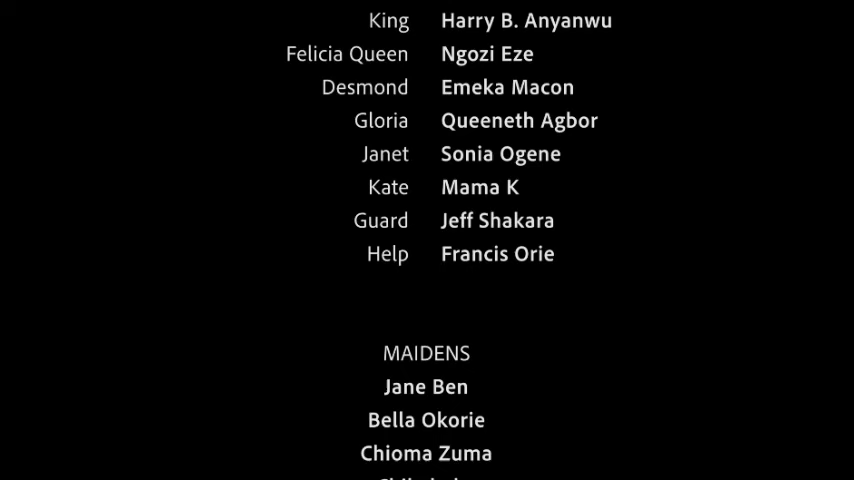 King Harry B. Anyanwu
Felicia Queen Ngozi Eze
Desmond Emeka Macon
Gloria Queeneth Agbor
Janet Sonia Ogene
Kate Mama K
Guard Jeff Shakara
Help Francis Orie
MAIDENS
Jane Ben
Bella Okorie
Chioma Zuma